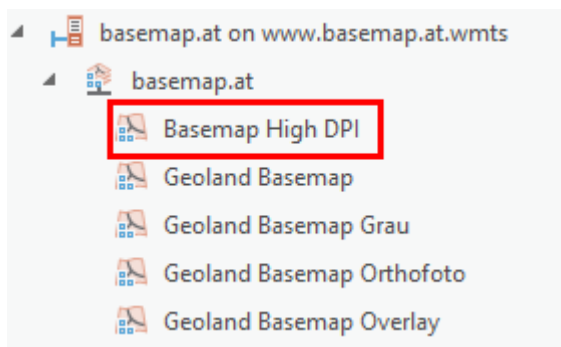 basemap.at on www.basemap.at.wmts
basemap.at
Basemap High DPI
Geoland Basemap
Geoland Basemap Grau
Geoland Basemap Orthofoto
Geoland Basemap Overlay